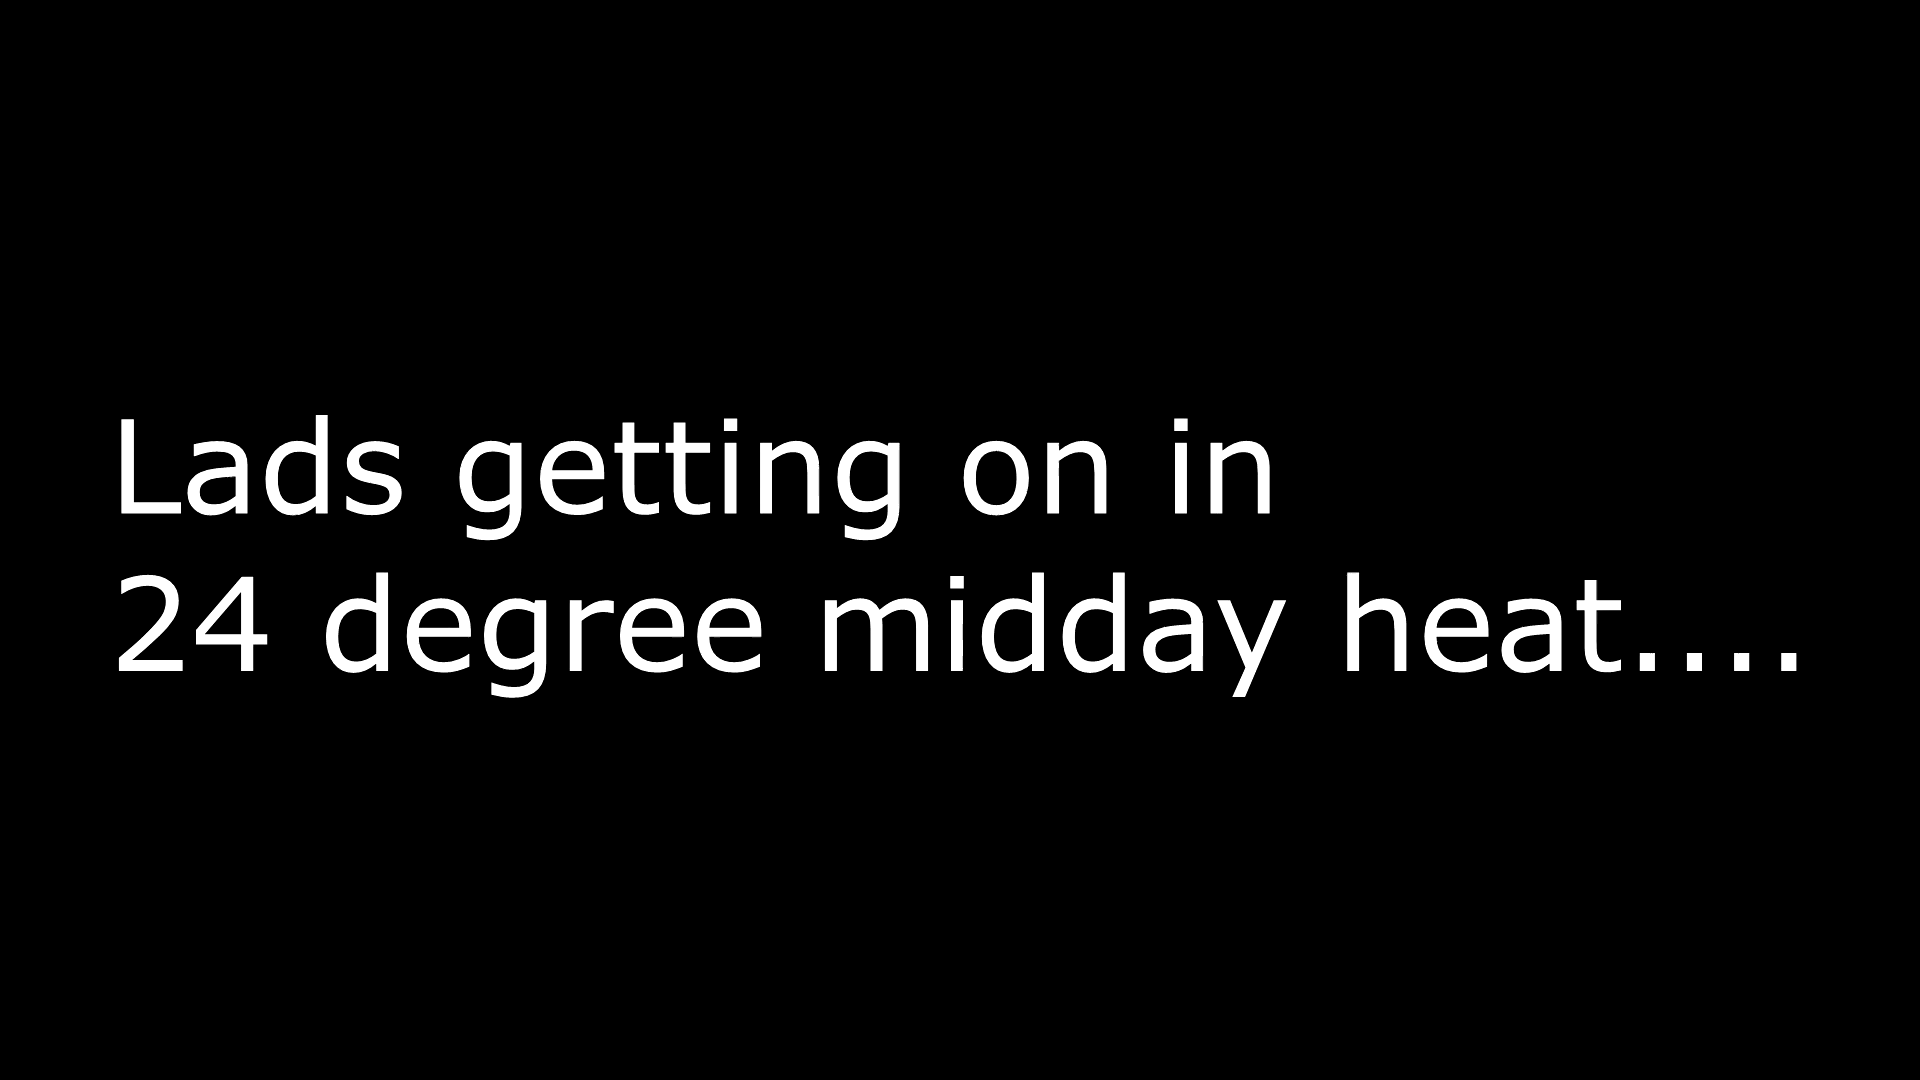 Lads getting on in
24 degree midday heat....